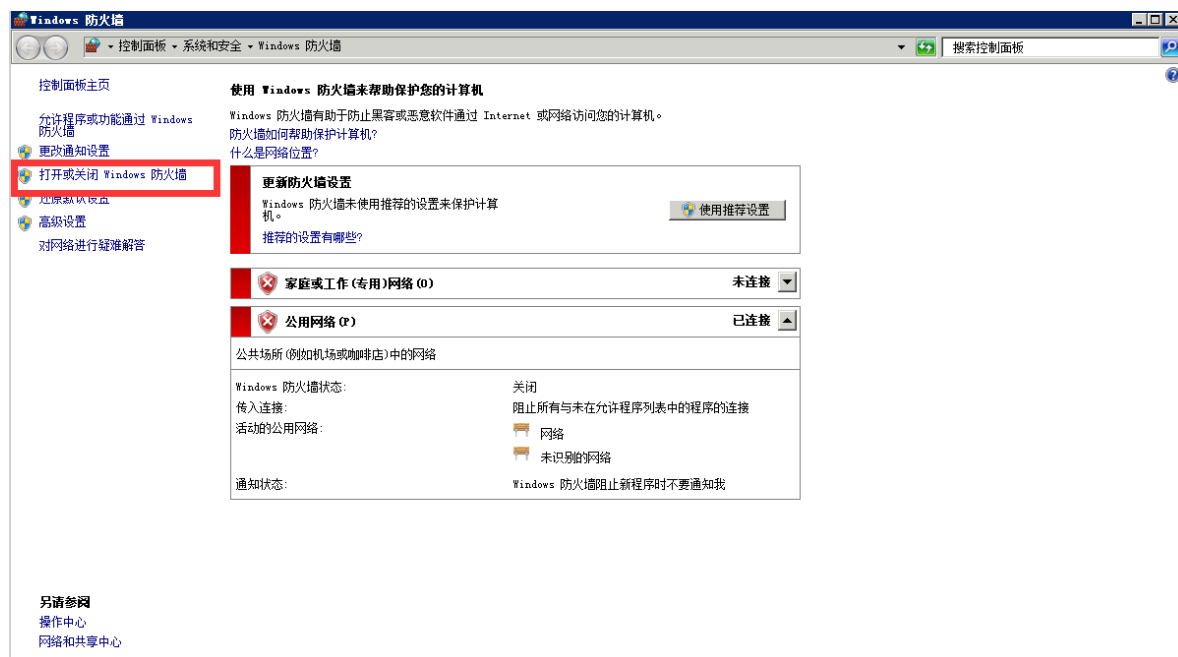 Windows 防火墙
控制面板 系统和安全 Windows 防火墙
搜索控制面板
控制面板主页
允许程序或功能通过 Windows
防火墙
更改通知设置
打开或关闭 Windows 防火墙
还原默认设置
高级设置
对网络进行疑难解答
使用 Windows 防火墙来帮助保护您的计算机
Windows 防火墙有助于防止黑客或恶意软件通过 Internet 或网络访问您的计算机。
防火墙如何帮助保护计算机?
什么是网络位置?
更新防火墙设置
Windows 防火墙未使用推荐的设置来保护计算
机。
使用推荐设置
推荐的设置有哪些?
家庭或工作(专用)网络(O) 未连接
公用网络(P) 已连接
公共场所(例如机场或咖啡店)中的网络
Windows 防火墙状态: 关闭
传入连接: 阻止所有与未在允许程序列表中的程序的连接
活动的公用网络: 网络
未识别的网络
通知状态: Windows 防火墙阻止新程序时不要通知我
另请参阅
操作中心
网络和共享中心